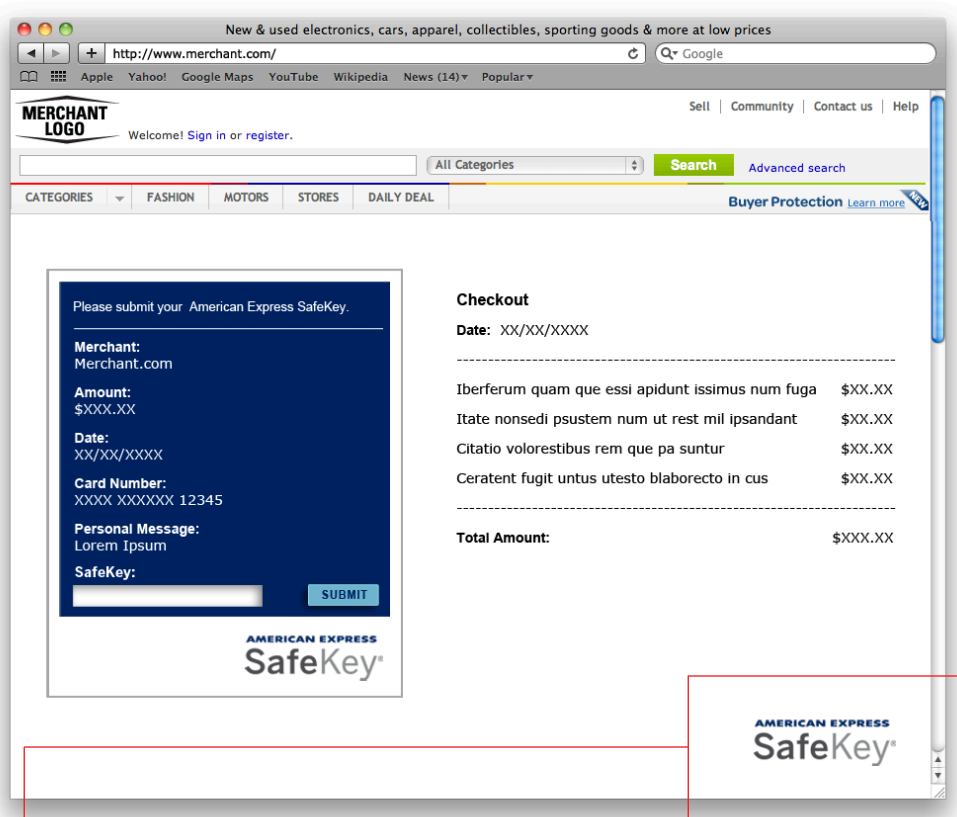 New & used electronics, cars, apparel, collectibles, sporting goods & more at low prices
http://www.merchant.com/
Google
Apple Yahoo! Google Maps YouTube Wikipedia News (14) Popular
MERCHANT
LOGO
Sell | Community | Contact us | Help
Welcome! Sign in or register.
All Categories
Search
Advanced search
CATEGORIES FASHION MOTORS STORES DAILY DEAL
Buyer Protection Learn more
NEW
Please submit your American Express SafeKey.
Merchant:
Merchant.com
Amount:
$XXX.XX
Date:
XX/XX/XXXX
Card Number:
XXXX XXXXXX 12345
Personal Message:
Lorem Ipsum
SafeKey:
SUBMIT
AMERICAN EXPRESS
SafeKey®
Checkout
Date: XX/XX/XXXX
Iberferum quam que essi apidunt issimus num fuga $XX.XX
Itate nonsedi psustem num ut rest mil ipsandant $XX.XX
Citatio volorestibus rem que pa suntur $XX.XX
Ceratent fugit untus utesto blaborecto in cus $XX.XX
Total Amount: $XXX.XX
AMERICAN EXPRESS
SafeKey®